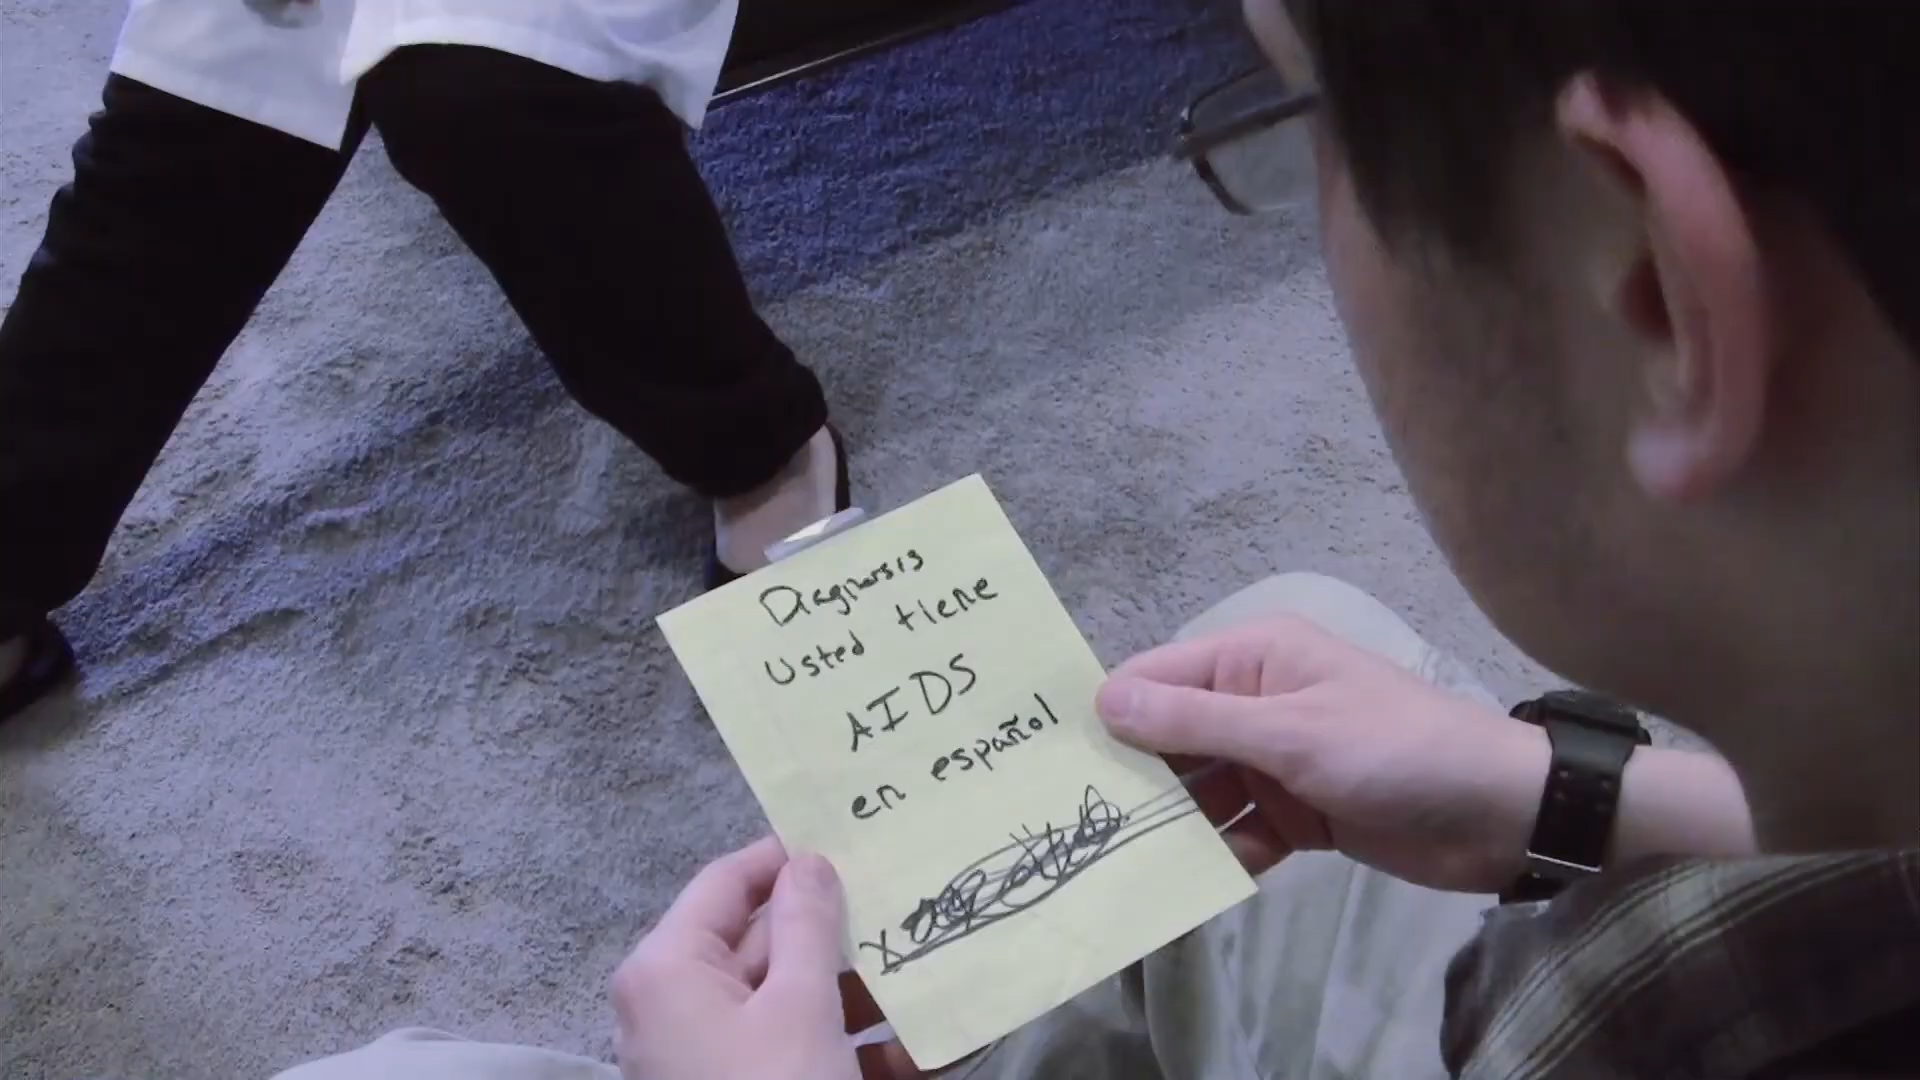 Diagnosis
Usted tiene
AIDS
en español
X